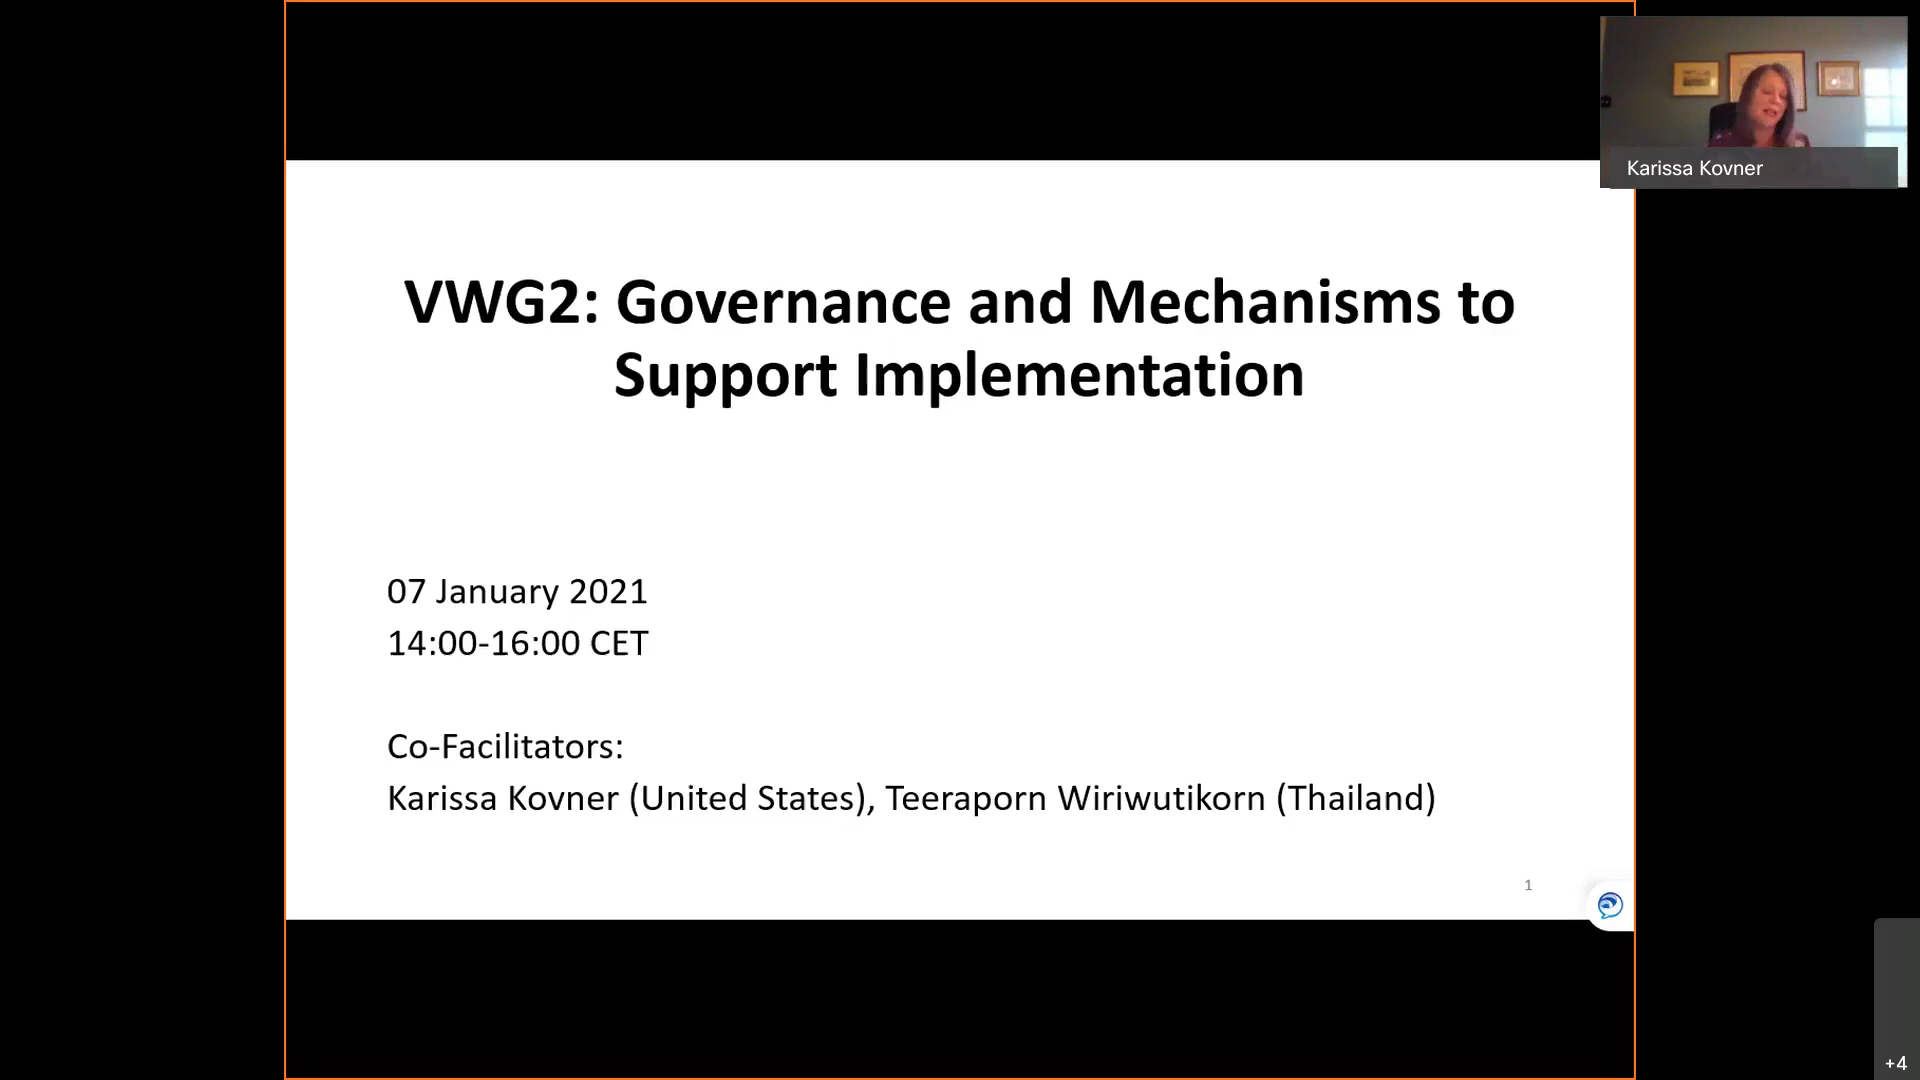 Karissa Kovner
VWG2: Governance and Mechanisms to
Support Implementation
07 January 2021
14:00-16:00 CET
Co-Facilitators:
Karissa Kovner (United States), Teeraporn Wiriwutikorn (Thailand)
1
+4